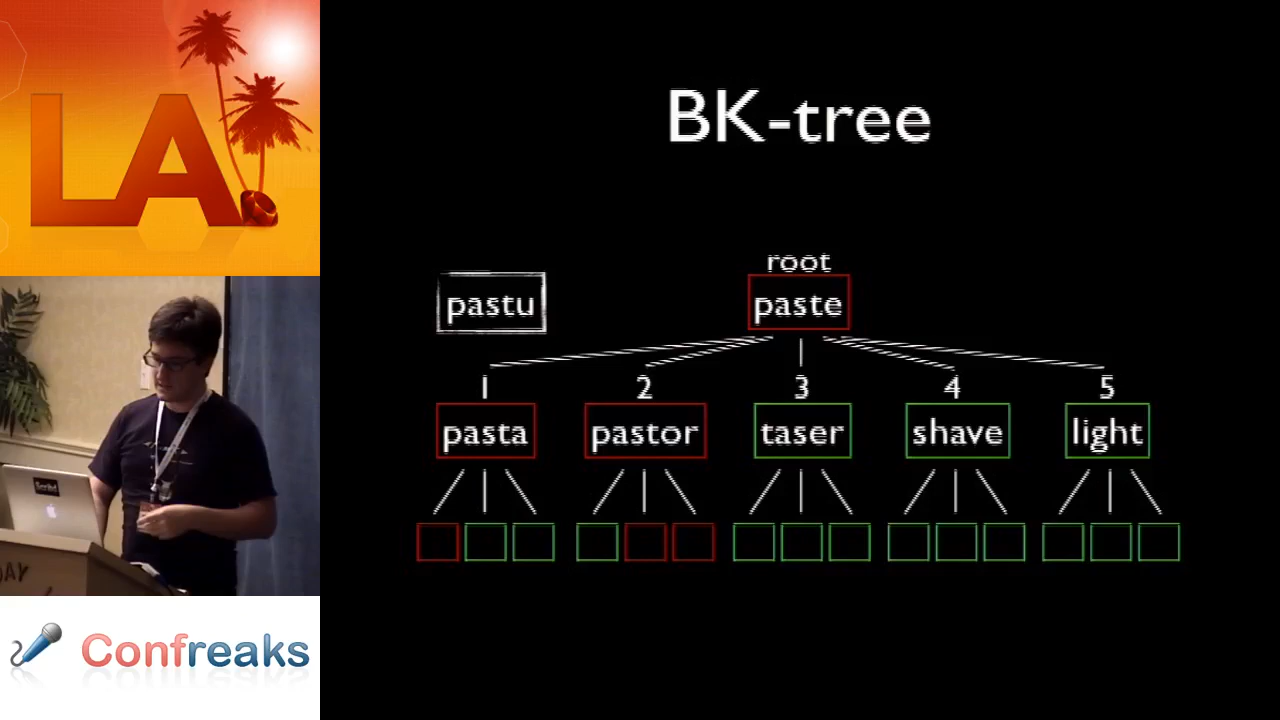 LA
BK-tree
root
pastu
paste
1 2 3 4 5
pasta pastor taser shave light
Confreaks